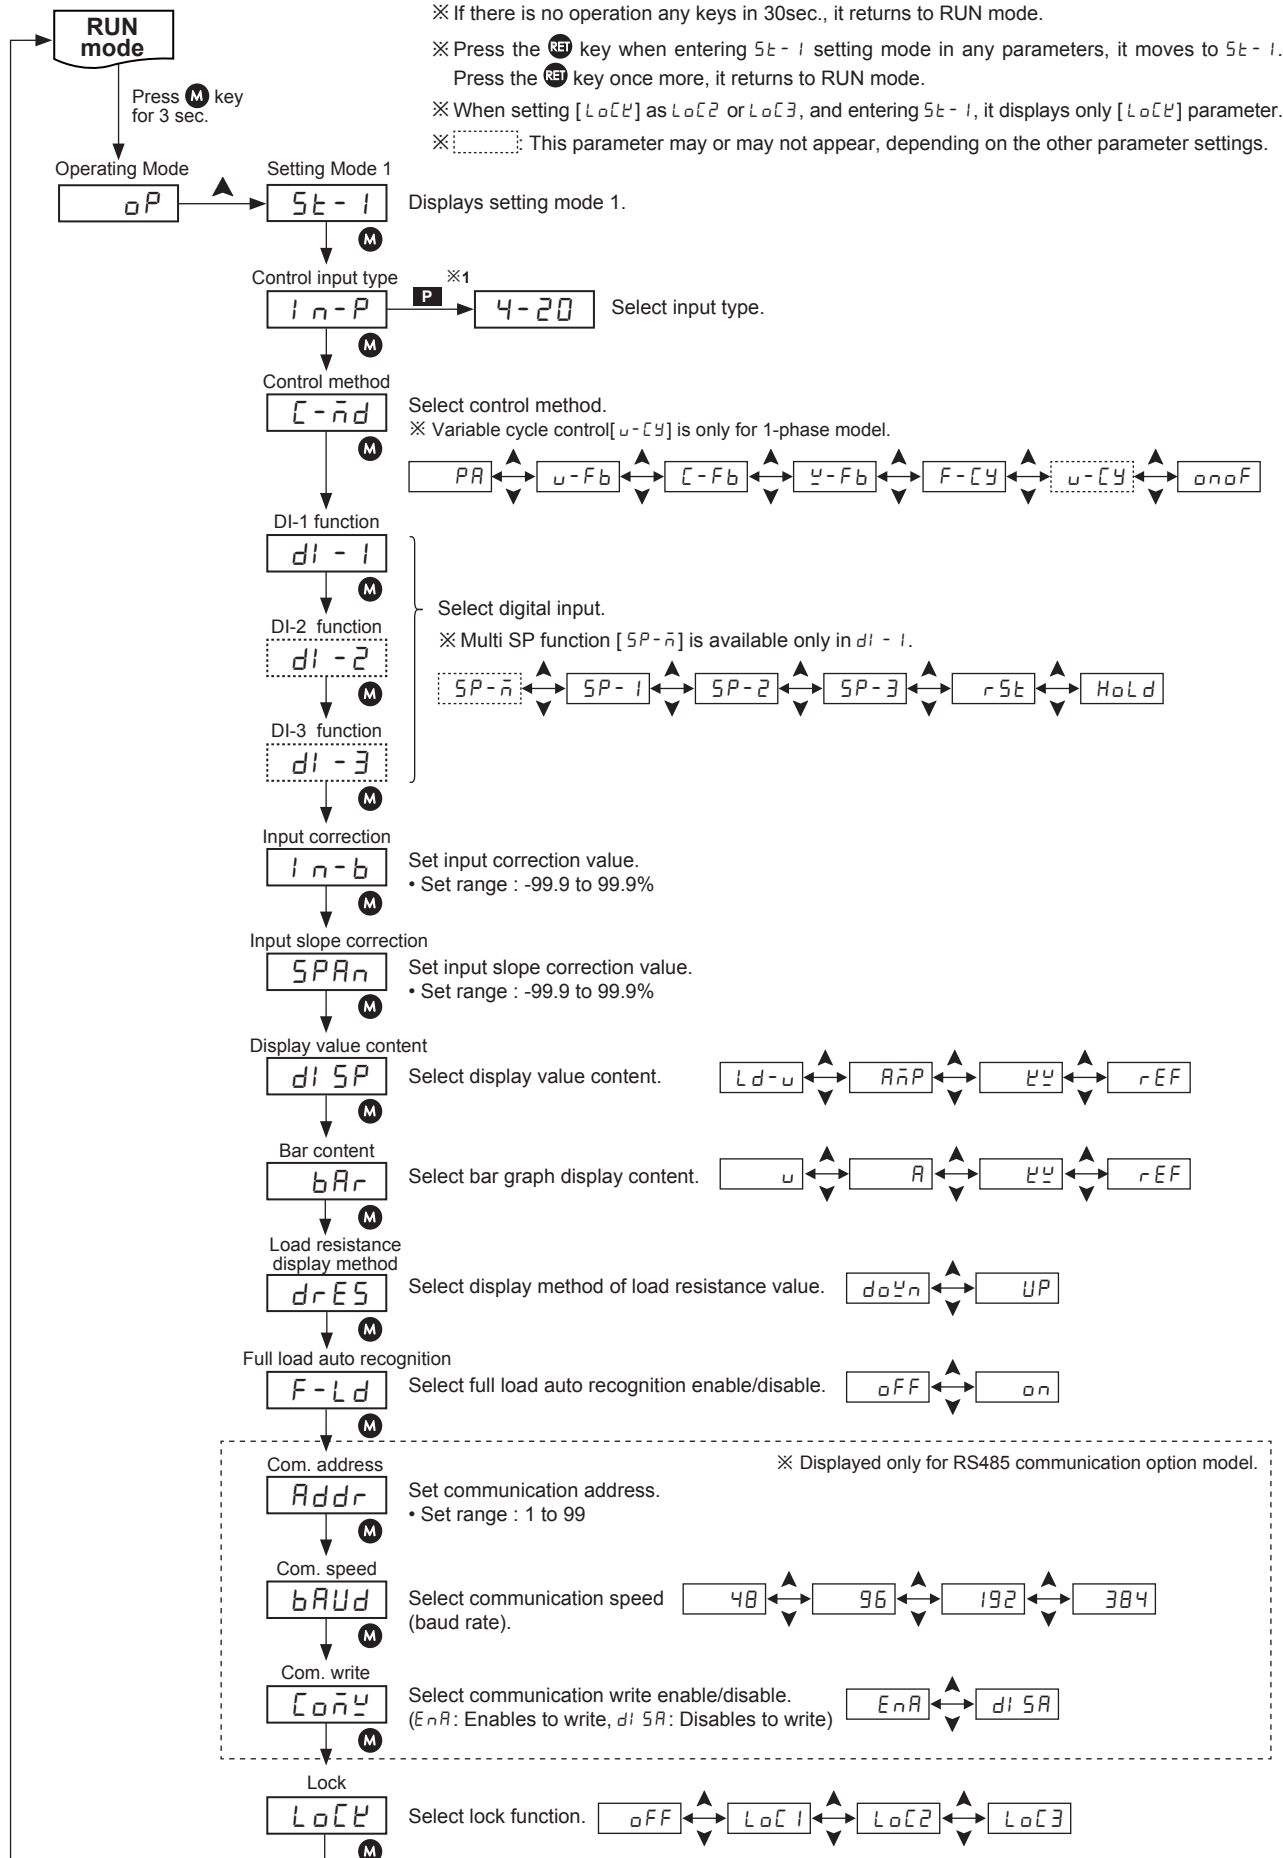 ※ If there is no operation any keys in 30sec., it returns to RUN mode.
※ Press the RET key when entering St-1 setting mode in any parameters, it moves to St-1.
Press the RET key once more, it returns to RUN mode.
※ When setting [LoCK] as LoC2 or LoC3, and entering St-1, it displays only [LoCK] parameter.
※ : This parameter may or may not appear, depending on the other parameter settings.
RUN
mode
Press M key
for 3 sec.
Operating Mode
oP
Setting Mode 1
St-1
Displays setting mode 1.
M
Control input type
In-P
P
※1
4-20
Select input type.
M
Control method
C-md
Select control method.
※ Variable cycle control[u-CY] is only for 1-phase model.
M
PA u-Fb C-Fb W-Fb F-CY u-CY onoF
DI-1 function
dI-1
M
DI-2 function
dI-2
M
DI-3 function
dI-3
M
Select digital input.
※ Multi SP function [SP-m] is available only in dI-1.
SP-m SP-1 SP-2 SP-3 rSt HoLd
Input correction
In-b
Set input correction value.
• Set range : -99.9 to 99.9%
M
Input slope correction
SPAn
Set input slope correction value.
• Set range : -99.9 to 99.9%
M
Display value content
dISP
Select display value content.
Ld-u AmP KW rEF
M
Bar content
bAr
Select bar graph display content.
u A KW rEF
M
Load resistance
display method
drES
Select display method of load resistance value.
doWn UP
M
Full load auto recognition
F-Ld
Select full load auto recognition enable/disable.
oFF on
M
※ Displayed only for RS485 communication option model.
Com. address
Addr
Set communication address.
• Set range : 1 to 99
M
Com. speed
bAUd
Select communication speed
(baud rate).
48 96 192 384
M
Com. write
ComW
Select communication write enable/disable.
(EnA: Enables to write, dISA: Disables to write)
EnA dISA
M
Lock
LoCK
Select lock function.
oFF LoC1 LoC2 LoC3
M